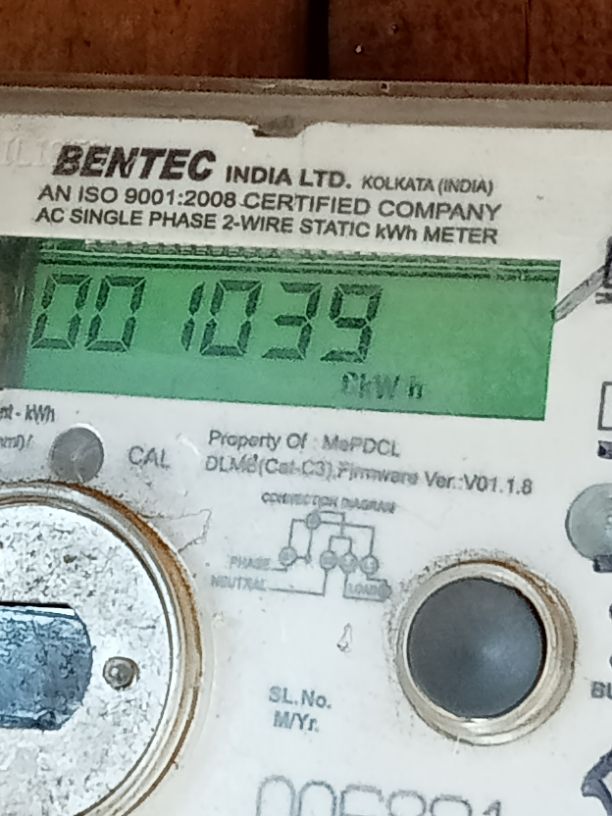 BENTEC INDIA LTD. KOLKATA (INDIA)
AN ISO 9001:2008 CERTIFIED COMPANY
AC SINGLE PHASE 2-WIRE STATIC kWh METER
001039
CkW h
nt - kWh
CAL
Property Of : MePDCL
DLMS(Cat-C3),Firmware Ver.:V01.1.8
CONNECTION DIAGRAM
PHASE
NEUTRAL
LOAD
SL.No.
M/Yr.